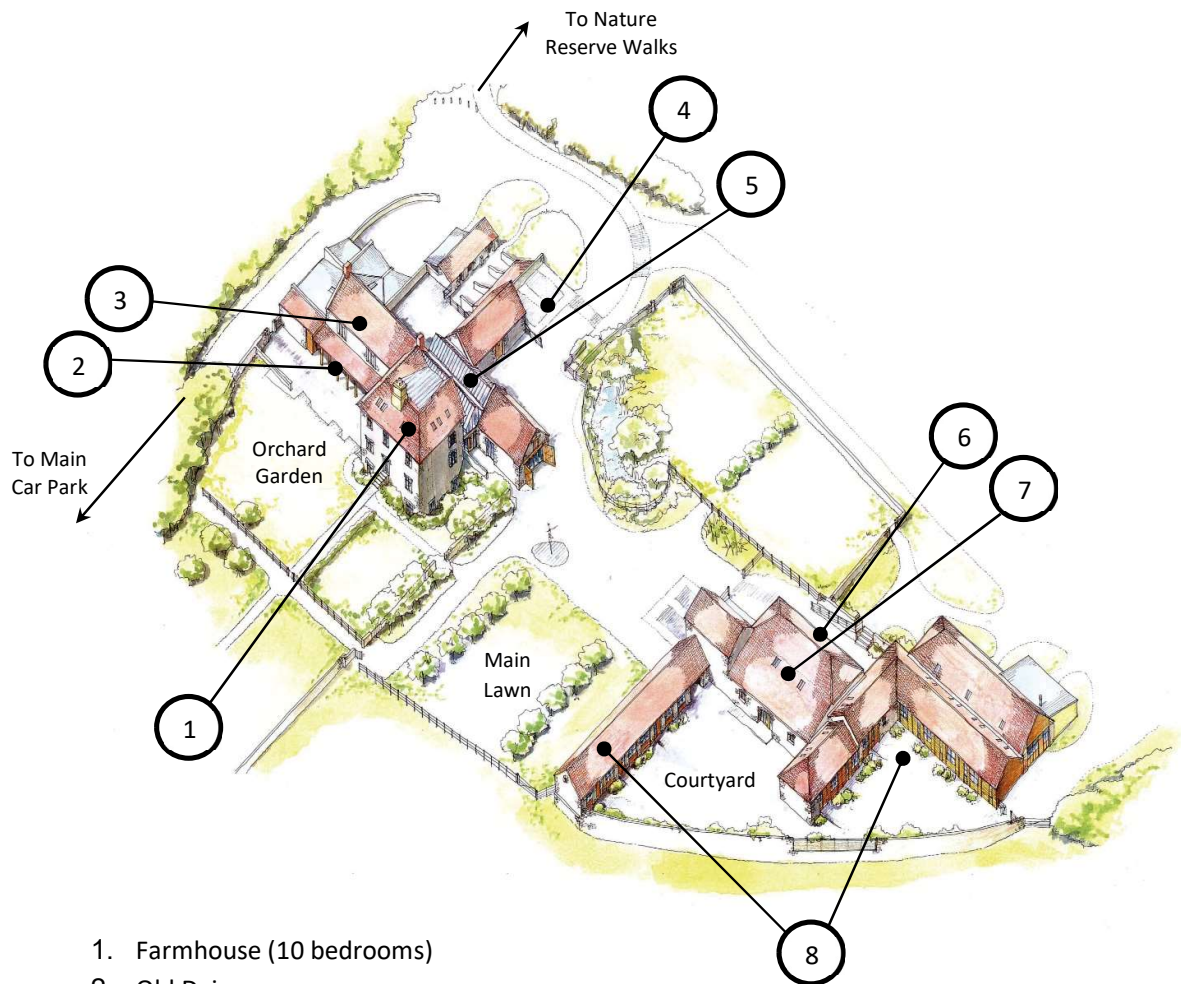 To Nature
Reserve Walks
4
5
3
2
Orchard
Garden
To Main
Car Park
6
7
Main
Lawn
1
Courtyard
8
1. Farmhouse (10 bedrooms)